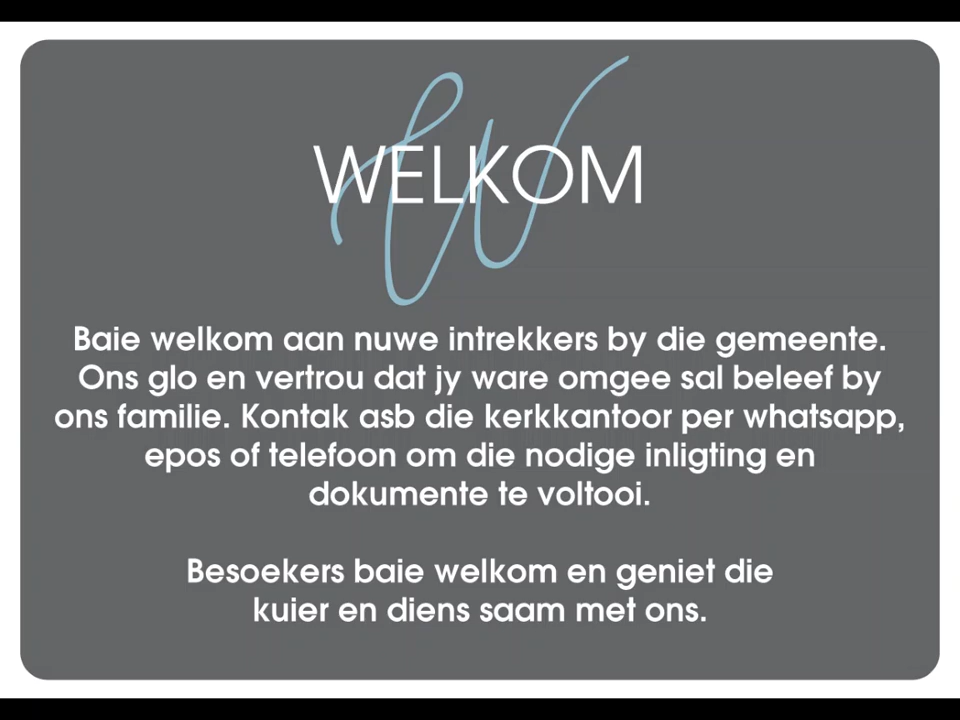 WELKOM
Baie welkom aan nuwe intrekkers by die gemeente.
Ons glo en vertrou dat jy ware omgee sal beleef by
ons familie. Kontak asb die kerkkantoor per whatsapp,
epos of telefoon om die nodige inligting en
dokumente te voltooi.
Besoekers baie welkom en geniet die
kuier en diens saam met ons.